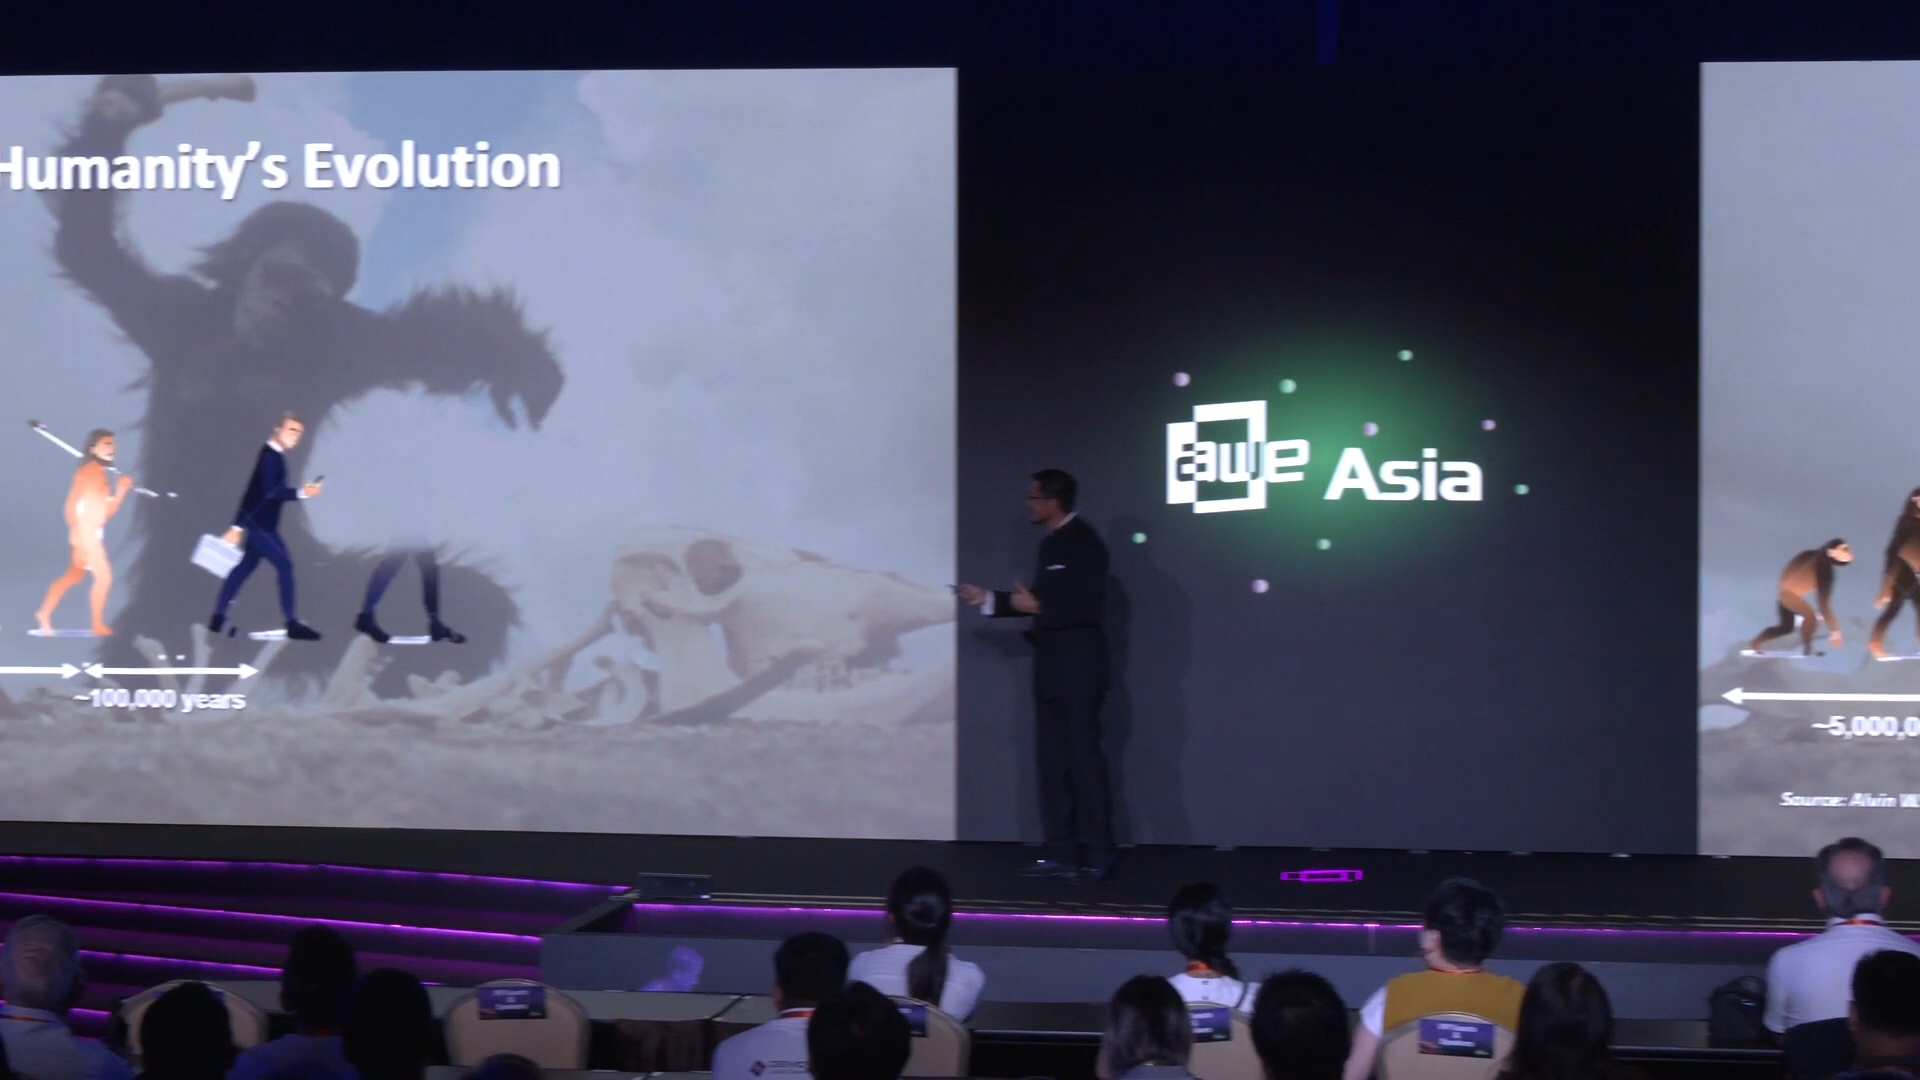 Humanity's Evolution
~100,000 years
awe Asia
~5,000,0
Source: Alvin W